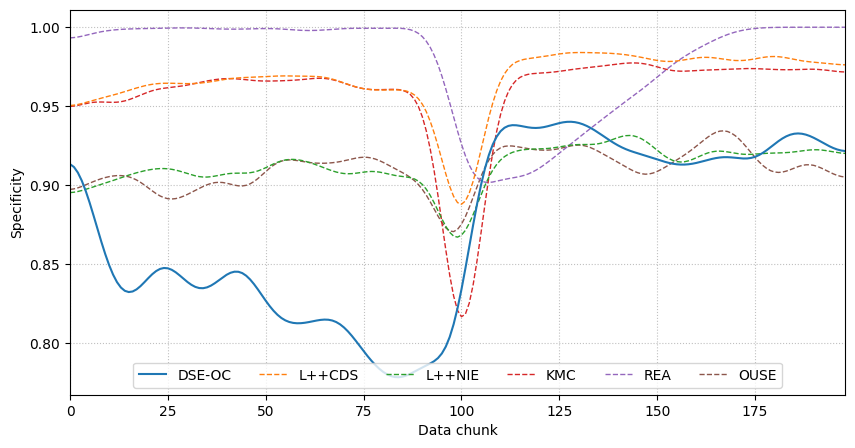 Specificity
1.00
0.95
0.90
0.85
0.80
DSE-OC L++CDS L++NIE KMC REA OUSE
0 25 50 75 100 125 150 175
Data chunk